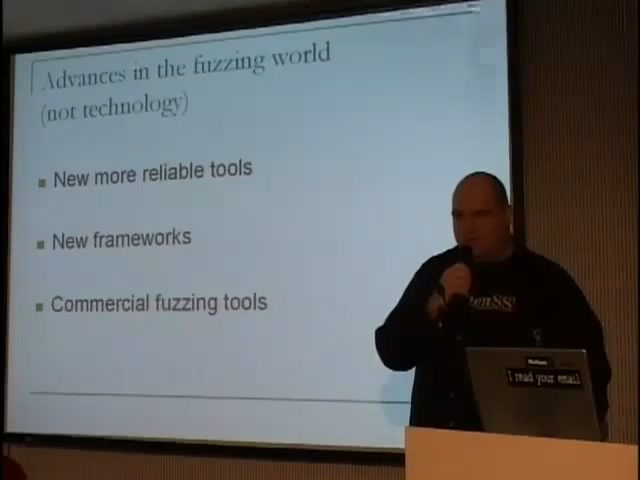 Advances in the fuzzing world
(not technology)
New more reliable tools
New frameworks
Commercial fuzzing tools
I read your email